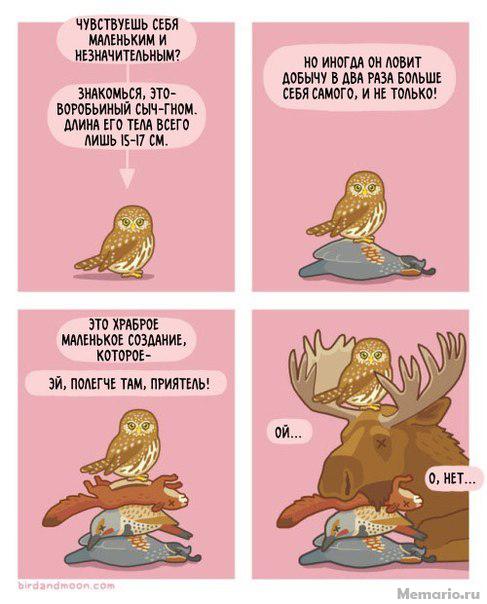 ЧУВСТВУЕШЬ СЕБЯ
МАЛЕНЬКИМ И
НЕЗНАЧИТЕЛЬНЫМ?
ЗНАКОМЬСЯ, ЭТО-
ВОРОБЬИНЫЙ СЫЧ-ГНОМ.
ДЛИНА ЕГО ТЕЛА ВСЕГО
ЛИШЬ 15-17 СМ.
НО ИНОГДА ОН ЛОВИТ
ДОБЫЧУ В ДВА РАЗА БОЛЬШЕ
СЕБЯ САМОГО, И НЕ ТОЛЬКО!
ЭТО ХРАБРОЕ
МАЛЕНЬКОЕ СОЗДАНИЕ,
КОТОРОЕ-
ЭЙ, ПОЛЕГЧЕ ТАМ, ПРИЯТЕЛЬ!
ОЙ...
О, НЕТ...
birdandmoon.com
Memario.ru